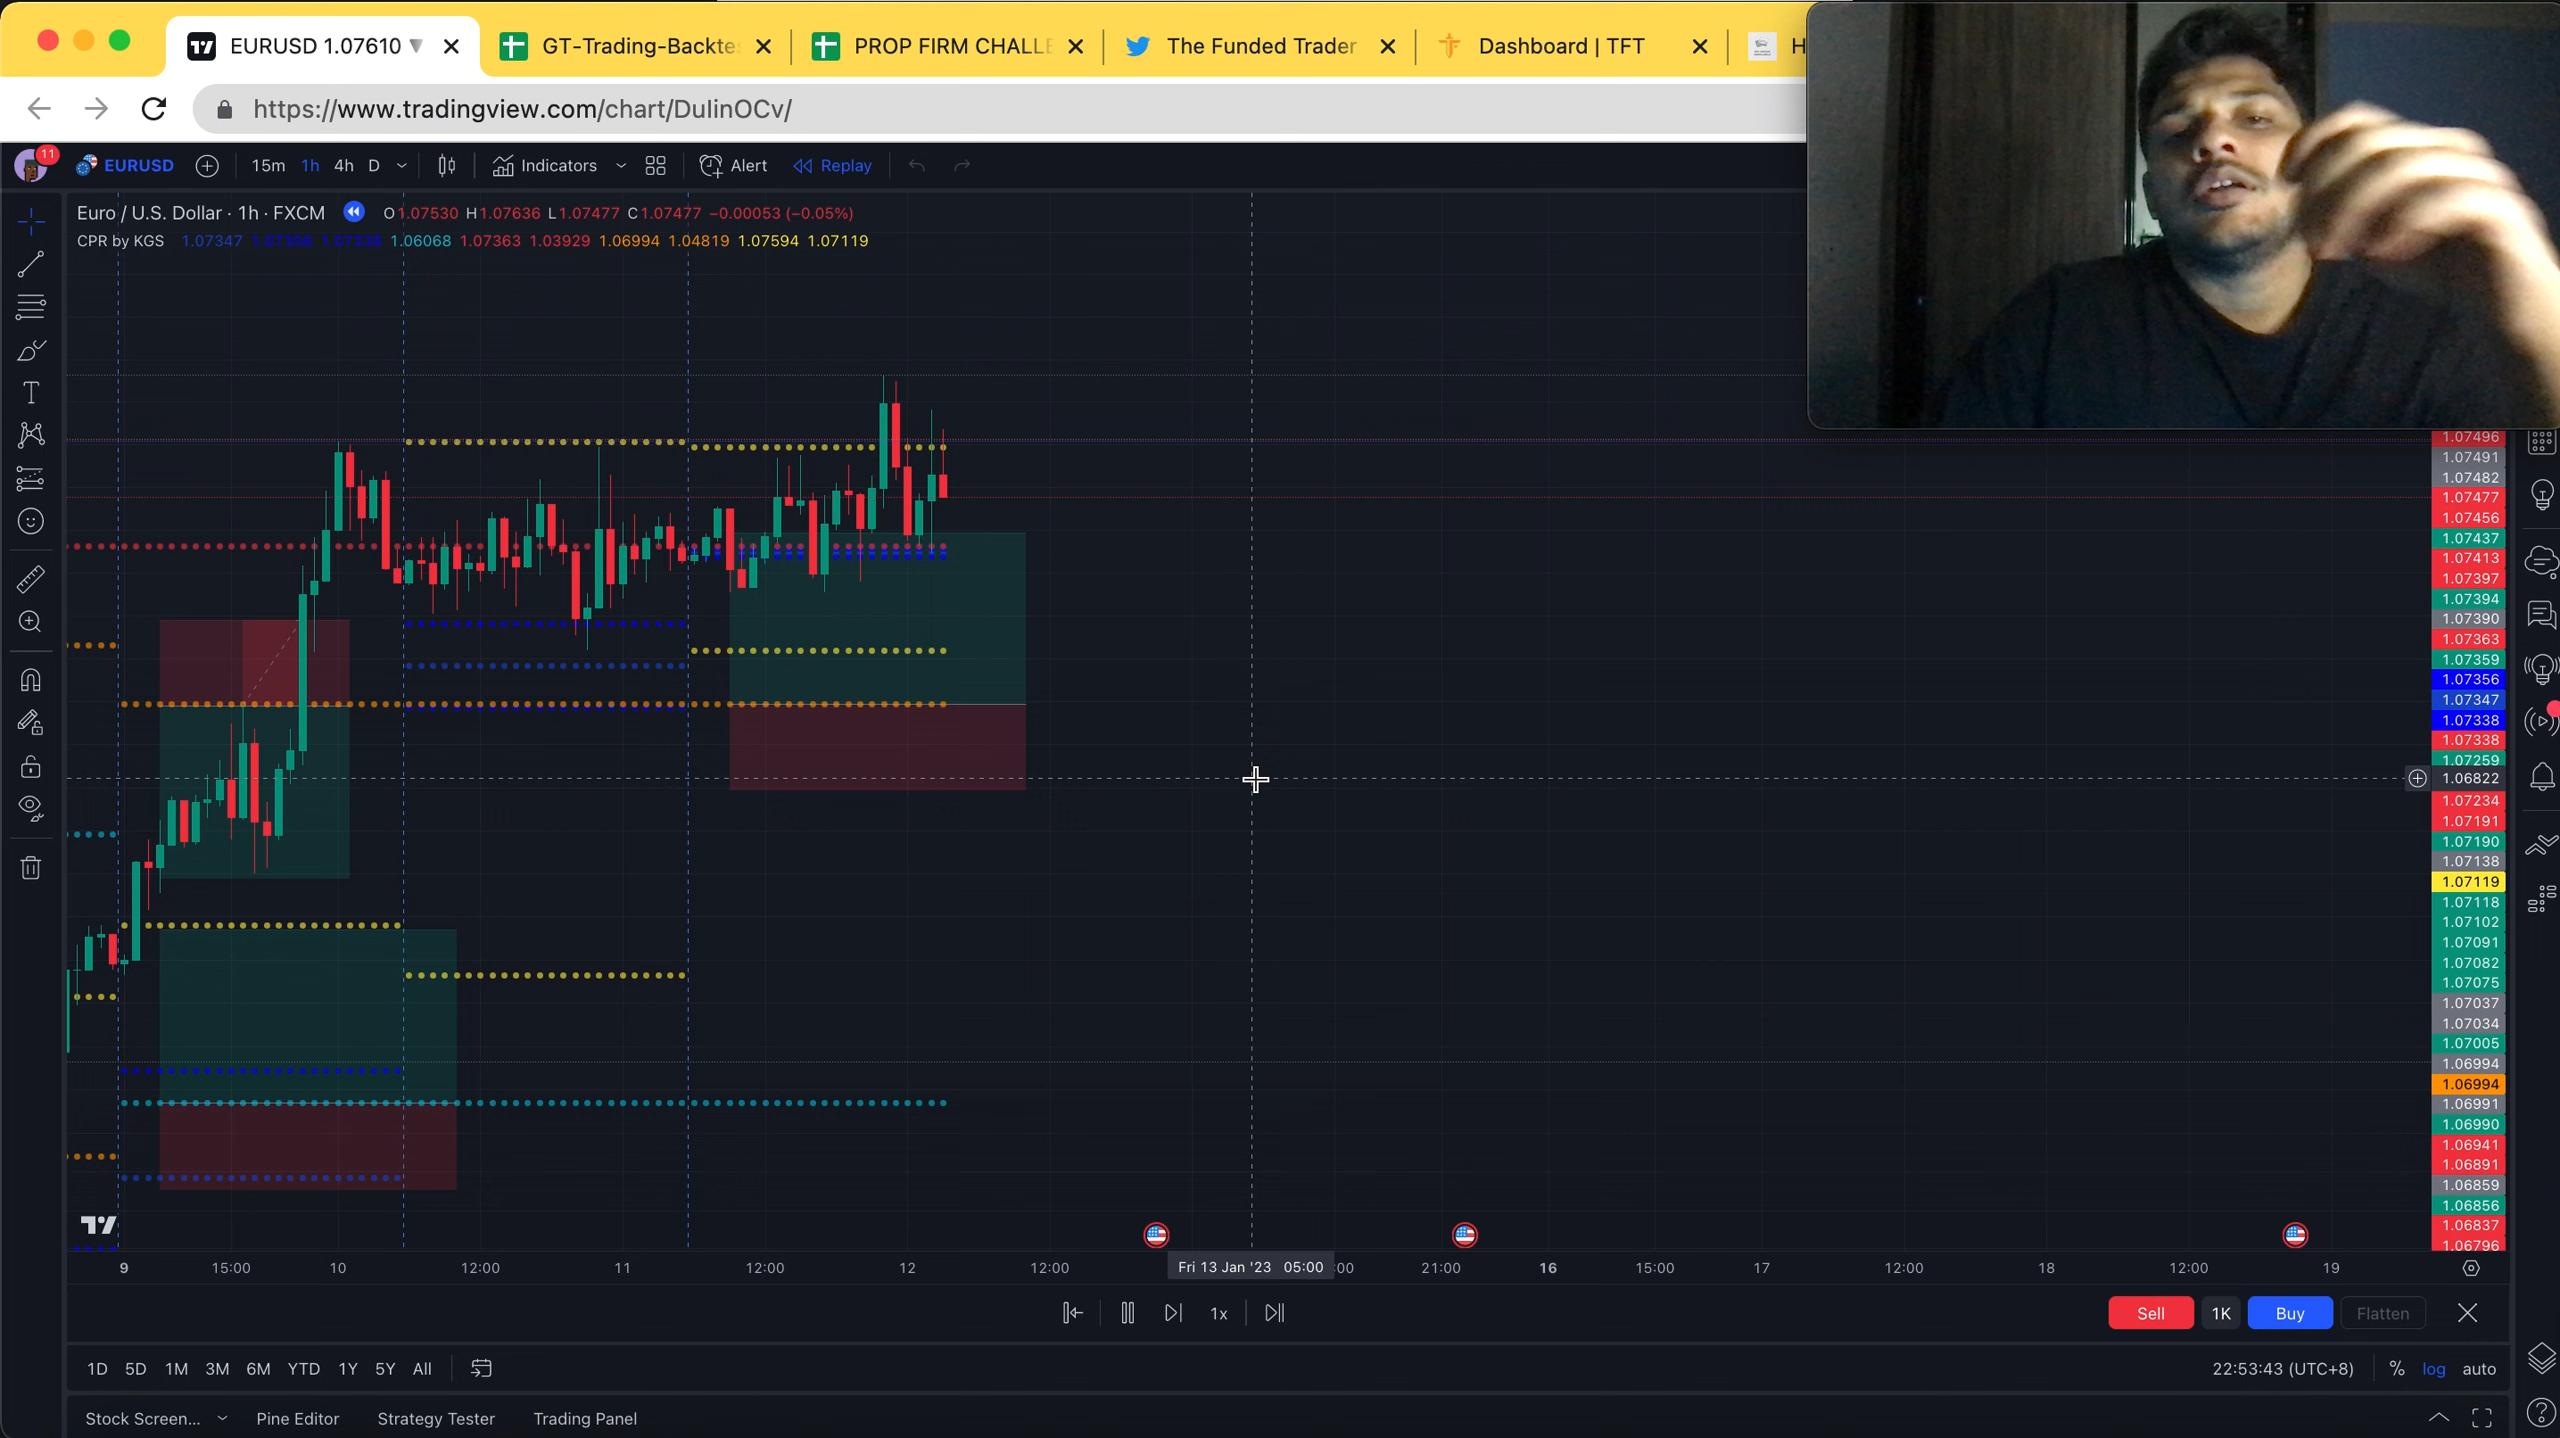 EURUSD 1.07610
GT-Trading-Backte
PROP FIRM CHALLE
The Funded Trader
Dashboard | TFT
H
https://www.tradingview.com/chart/DulinOCv/
11
EURUSD
15m 1h 4h D
Indicators
Alert
Replay
Euro / U.S. Dollar · 1h · FXCM O1.07530 H1.07636 L1.07477 C1.07477 −0.00053 (−0.05%)
CPR by KGS 1.07347 1.07356 1.07338 1.06068 1.07363 1.03929 1.06994 1.04819 1.07594 1.07119
1.07496
1.07491
1.07482
1.07477
1.07456
1.07437
1.07413
1.07397
1.07394
1.07390
1.07363
1.07359
1.07356
1.07347
1.07338
1.07338
1.07259
1.06822
1.07234
1.07191
1.07190
1.07138
1.07119
1.07118
1.07102
1.07091
1.07082
1.07075
1.07037
1.07034
1.07005
1.06994
1.06994
1.06991
1.06990
1.06941
1.06891
1.06859
1.06856
1.06837
1.06796
9 15:00 10 12:00 11 12:00 12 12:00 Fri 13 Jan '23 05:00 :00 21:00 16 15:00 17 12:00 18 12:00 19
1x
Sell 1K Buy Flatten
1D 5D 1M 3M 6M YTD 1Y 5Y All
22:53:43 (UTC+8) % log auto
Stock Screen... Pine Editor Strategy Tester Trading Panel